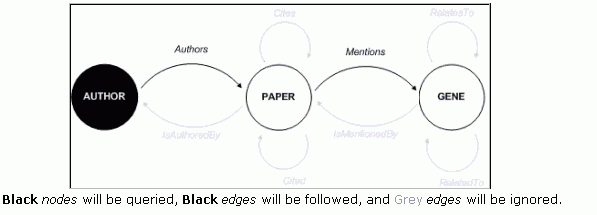 Cites
RelatedTo
Authors
Mentions
AUTHOR
PAPER
GENE
IsAuthoredBy
IsMentionedBy
Cited
RelatedTo
Black nodes will be queried, Black edges will be followed, and Grey edges will be ignored.